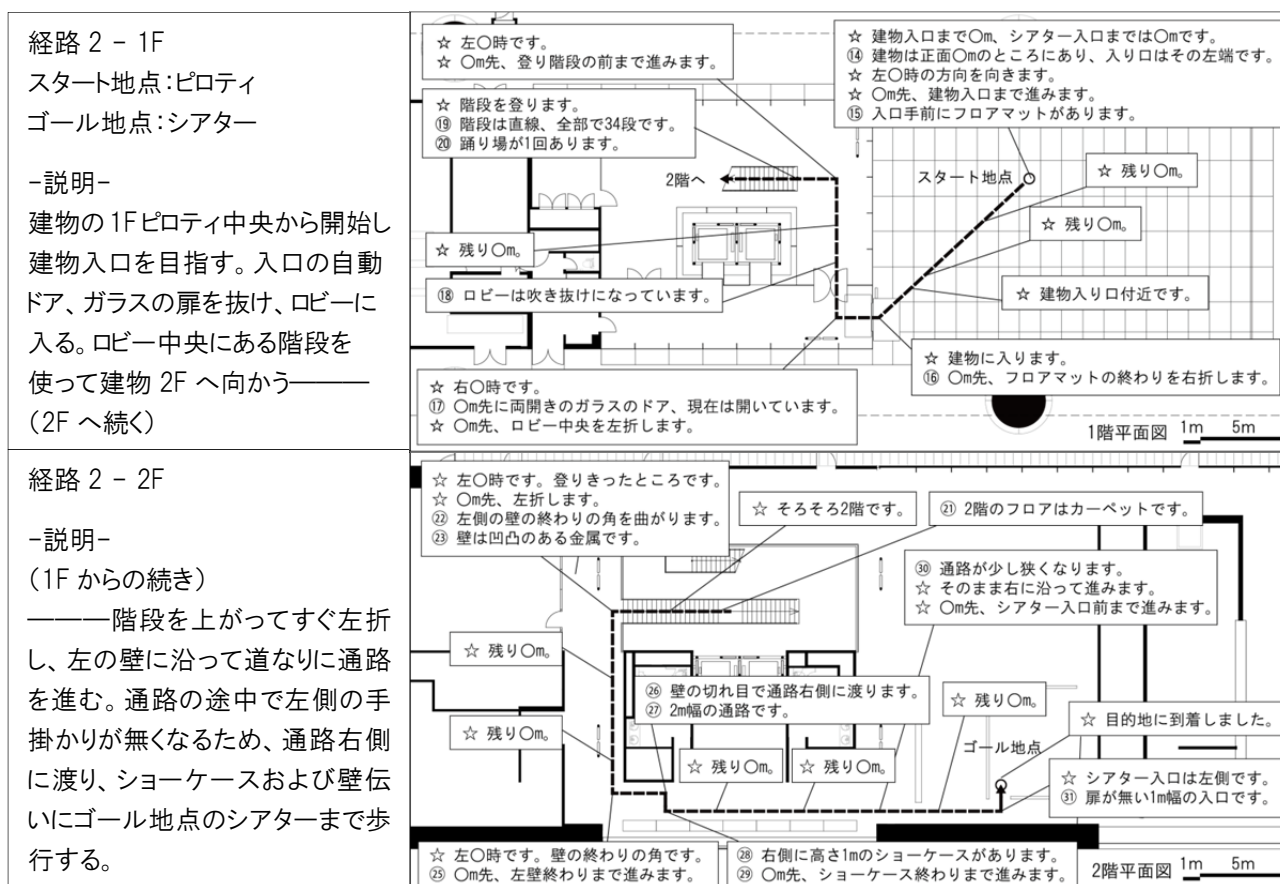 経路 2 - 1F
スタート地点：ピロティ
ゴール地点：シアター
-説明-
建物の 1F ピロティ中央から開始し
建物入口を目指す。入口の自動
ドア、ガラスの扉を抜け、ロビーに
入る。ロビー中央にある階段を
使って建物 2F へ向かう―――
（2F へ続く）
☆ 左〇時です。
☆ 〇m先、登り階段の前まで進みます。
☆ 階段を登ります。
⑲ 階段は直線、全部で34段です。
⑳ 踊り場が1回あります。
2階へ
☆ 残り〇m。
⑱ ロビーは吹き抜けになっています。
☆ 右〇時です。
⑰ 〇m先に両開きのガラスのドア、現在は開いています。
☆ 〇m先、ロビー中央を左折します。
☆ 建物入口まで〇m、シアター入口までは〇mです。
⑭ 建物は正面〇mのところにあり、入り口はその左端です。
☆ 左〇時の方向を向きます。
☆ 〇m先、建物入口まで進みます。
⑮ 入口手前にフロアマットがあります。
スタート地点
☆ 残り〇m。
☆ 残り〇m。
☆ 建物入り口付近です。
☆ 建物に入ります。
⑯ 〇m先、フロアマットの終わりを右折します。
1階平面図 1m 5m
経路 2 - 2F
-説明-
（1F からの続き）
―――階段を上がってすぐ左折
し、左の壁に沿って道なりに通路
を進む。通路の途中で左側の手
掛かりが無くなるため、通路右側
に渡り、ショーケースおよび壁伝
いにゴール地点のシアターまで歩
行する。
☆ 左〇時です。登りきったところです。
☆ 〇m先、左折します。
㉒ 左側の壁の終わりの角を曲がります。
㉓ 壁は凹凸のある金属です。
☆ そろそろ2階です。
㉑ 2階のフロアはカーペットです。
㉚ 通路が少し狭くなります。
☆ そのまま右に沿って進みます。
☆ 〇m先、シアター入口前まで進みます。
☆ 残り〇m。
㉖ 壁の切れ目で通路右側に渡ります。
㉗ 2m幅の通路です。
☆ 残り〇m。
☆ 残り〇m。
☆ 残り〇m。
☆ 残り〇m。
☆ 目的地に到着しました。
ゴール地点
☆ シアター入口は左側です。
㉛ 扉が無い1m幅の入口です。
☆ 左〇時です。壁の終わりの角です。
㉕ 〇m先、左壁終わりまで進みます。
㉘ 右側に高さ1mのショーケースがあります。
㉙ 〇m先、ショーケース終わりまで進みます。
2階平面図 1m 5m